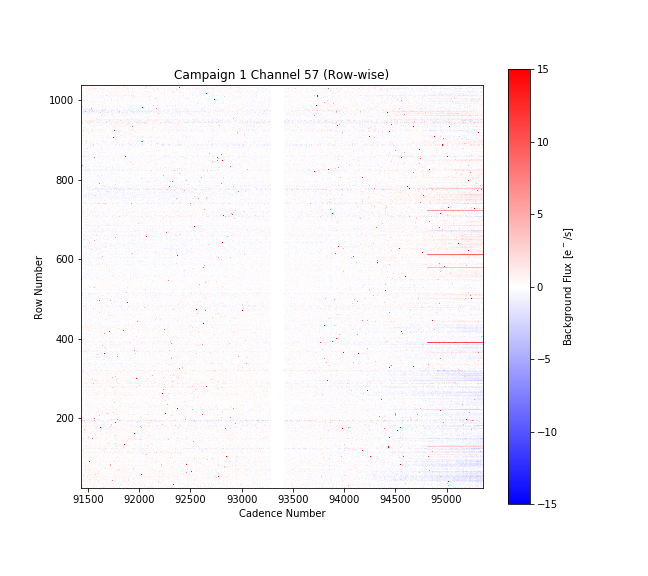 Campaign 1 Channel 57 (Row-wise)
1000
800
600
400
200
Row Number
91500 92000 92500 93000 93500 94000 94500 95000
Cadence Number
15
10
5
0
−5
−10
−15
Background Flux [e⁻/s]